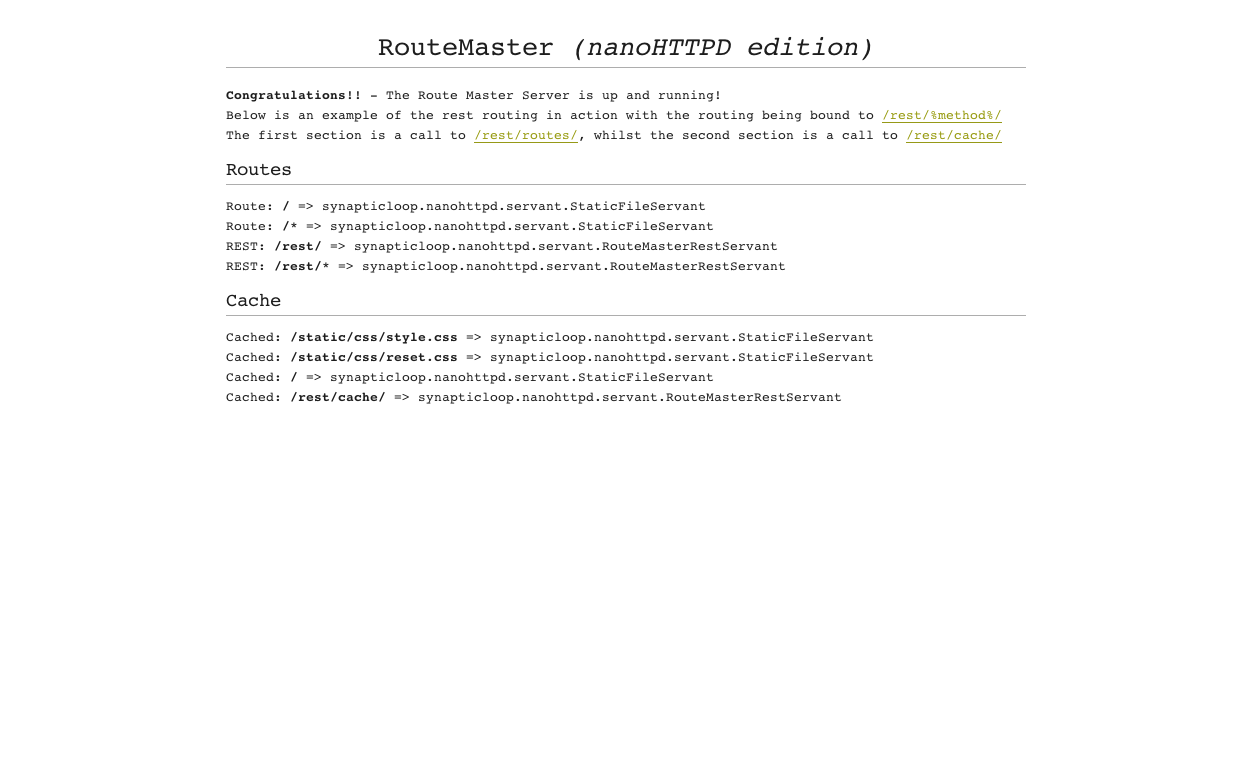 RouteMaster (nanoHTTPD edition)
Congratulations!! - The Route Master Server is up and running!
Below is an example of the rest routing in action with the routing being bound to /rest/%method%/
The first section is a call to /rest/routes/, whilst the second section is a call to /rest/cache/
Routes
Route: / => synapticloop.nanohttpd.servant.StaticFileServant
Route: /* => synapticloop.nanohttpd.servant.StaticFileServant
REST: /rest/ => synapticloop.nanohttpd.servant.RouteMasterRestServant
REST: /rest/* => synapticloop.nanohttpd.servant.RouteMasterRestServant
Cache
Cached: /static/css/style.css => synapticloop.nanohttpd.servant.StaticFileServant
Cached: /static/css/reset.css => synapticloop.nanohttpd.servant.StaticFileServant
Cached: / => synapticloop.nanohttpd.servant.StaticFileServant
Cached: /rest/cache/ => synapticloop.nanohttpd.servant.RouteMasterRestServant